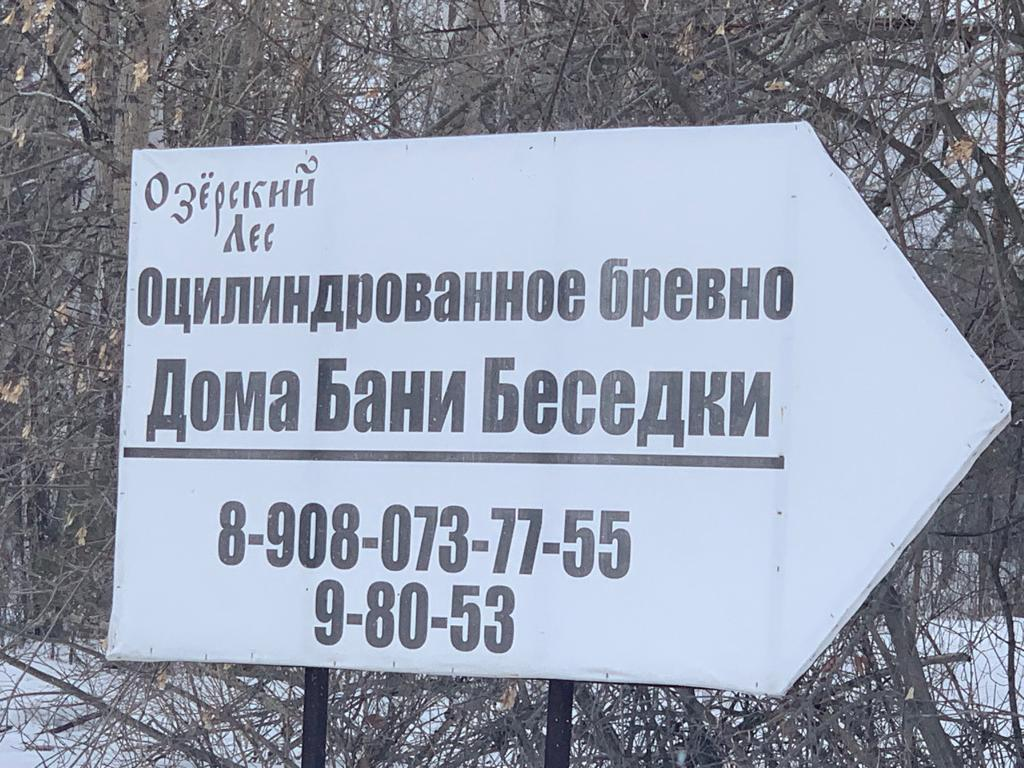 Озёрский
Лес
Оцилиндрованное бревно
Дома Бани Беседки
8-908-073-77-55
9-80-53